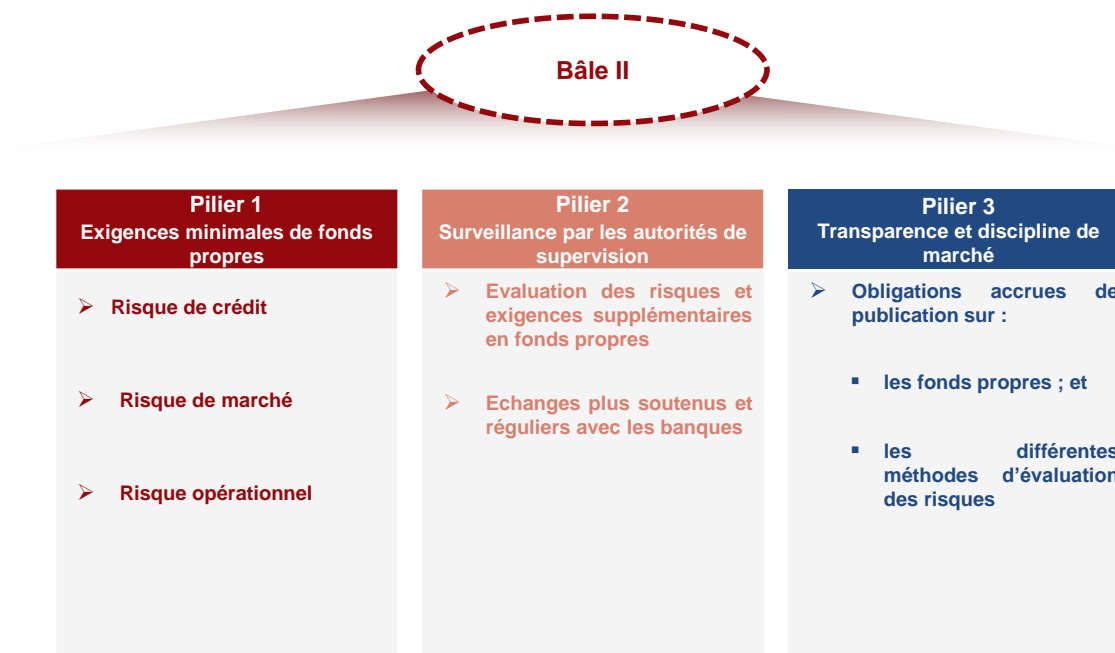 Bâle II
Pilier 1
Exigences minimales de fonds
propres
➢ Risque de crédit
➢ Risque de marché
➢ Risque opérationnel
Pilier 2
Surveillance par les autorités de
supervision
➢ Evaluation des risques et
exigences supplémentaires
en fonds propres
➢ Echanges plus soutenus et
réguliers avec les banques
Pilier 3
Transparence et discipline de
marché
➢ Obligations accrues de
publication sur :
▪ les fonds propres ; et
▪ les différentes
méthodes d’évaluation
des risques